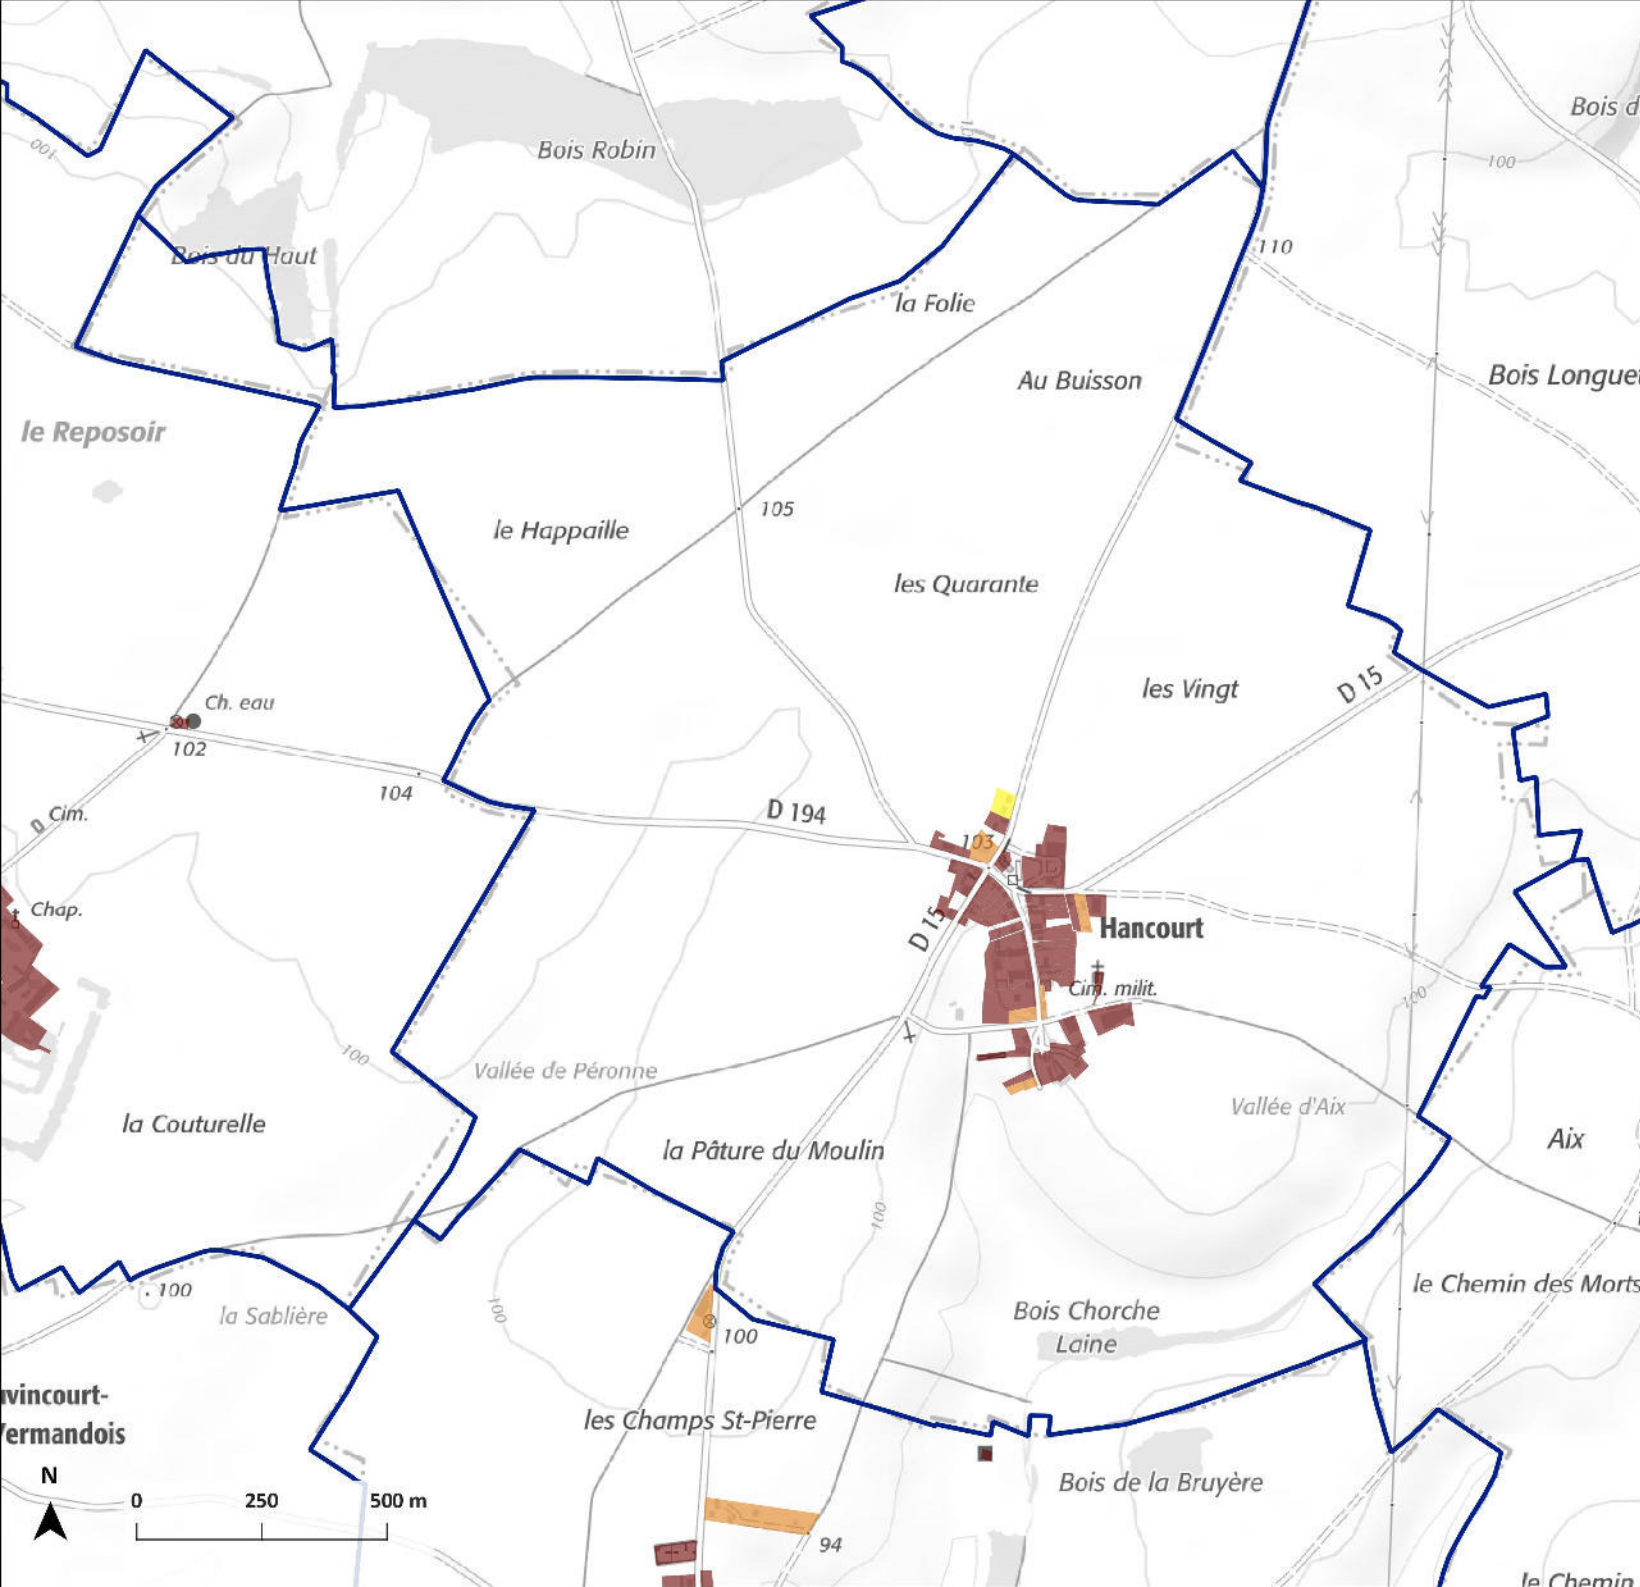 Bois d
100
101
Bois Robin
100
110
Bois du Haut
la Folie
Au Buisson
Bois Longuet
le Reposoir
105
le Happaille
les Quarante
les Vingt
D 15
Ch. eau
102
104
D 194
Cim.
103
Chap.
D 15
Hancourt
Cim. milit.
100
100
Vallée de Péronne
Vallée d'Aix
la Couturelle
la Pâture du Moulin
Aix
100
100
le Chemin des Morts
la Sablière
100
Bois Chorche
Laine
100
vincourt-
Vermandois
les Champs St-Pierre
Bois de la Bruyère
N
0 250 500 m
94
le Chemin